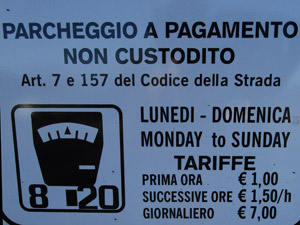 PARCHEGGIO A PAGAMENTO
NON CUSTODITO
Art. 7 e 157 del Codice della Strada
LUNEDI - DOMENICA
MONDAY to SUNDAY
TARIFFE
PRIMA ORA € 1,00
SUCCESSIVE ORE € 1,50/h
GIORNALIERO € 7,00
8 20